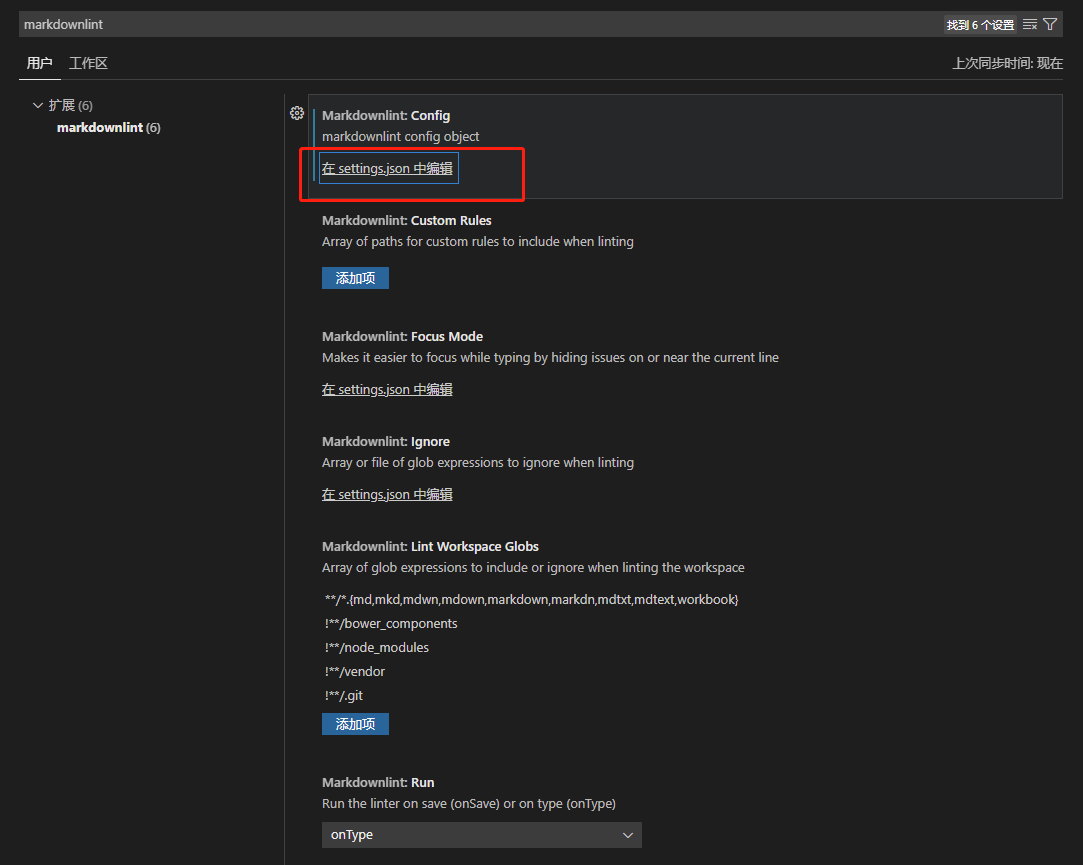 markdownlint
找到 6 个设置
用户 工作区
上次同步时间: 现在
扩展 (6)
markdownlint (6)
Markdownlint: Config
markdownlint config object
在 settings.json 中编辑
Markdownlint: Custom Rules
Array of paths for custom rules to include when linting
添加项
Markdownlint: Focus Mode
Makes it easier to focus while typing by hiding issues on or near the current line
在 settings.json 中编辑
Markdownlint: Ignore
Array or file of glob expressions to ignore when linting
在 settings.json 中编辑
Markdownlint: Lint Workspace Globs
Array of glob expressions to include or ignore when linting the workspace
**/*.{md,mkd,mdwn,mdown,markdown,markdn,mdtxt,mdtext,workbook}
!**/bower_components
!**/node_modules
!**/vendor
!**/.git
添加项
Markdownlint: Run
Run the linter on save (onSave) or on type (onType)
onType